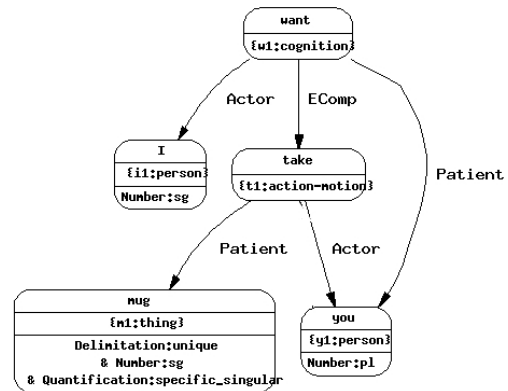 want
{w1:cognition}
Actor
EComp
I
{i1:person}
Number:sg
take
{t1:action-motion}
Patient
Patient
Actor
mug
{m1:thing}
Delimitation:unique
& Number:sg
& Quantification:specific_singular
you
{y1:person}
Number:pl